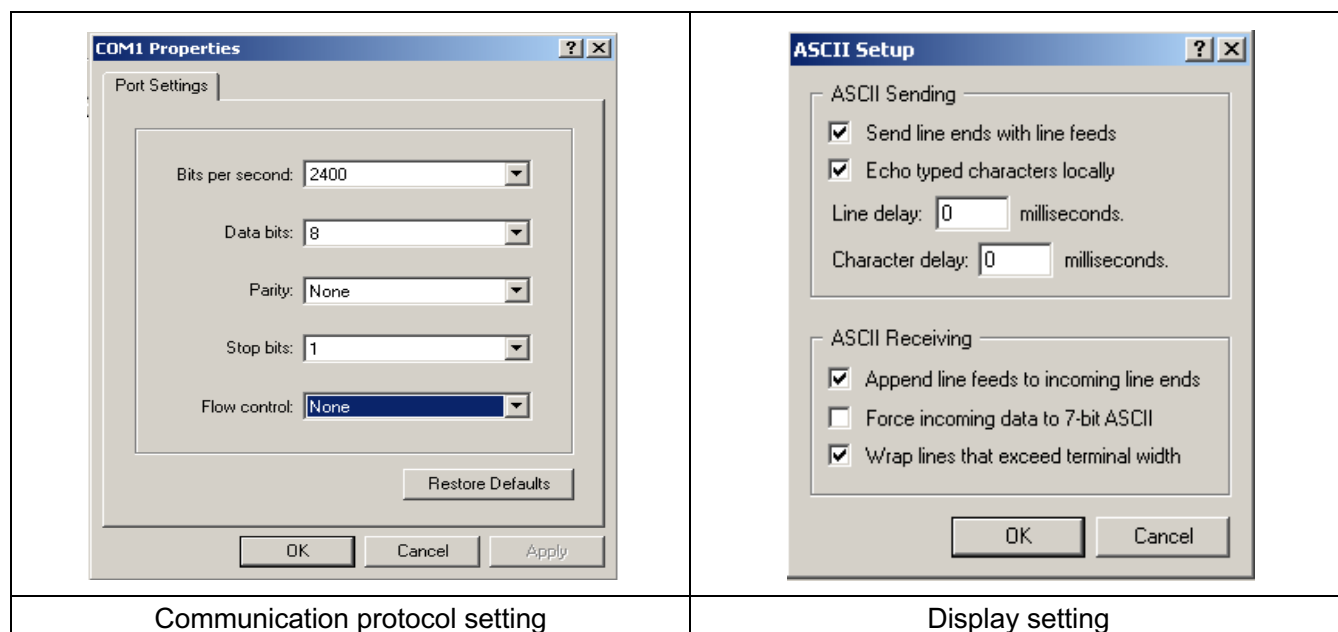 COM1 Properties
Port Settings
Bits per second: 2400
Data bits: 8
Parity: None
Stop bits: 1
Flow control: None
Restore Defaults
OK Cancel Apply
Communication protocol setting
ASCII Setup
ASCII Sending
Send line ends with line feeds
Echo typed characters locally
Line delay: 0 milliseconds.
Character delay: 0 milliseconds.
ASCII Receiving
Append line feeds to incoming line ends
Force incoming data to 7-bit ASCII
Wrap lines that exceed terminal width
OK Cancel
Display setting